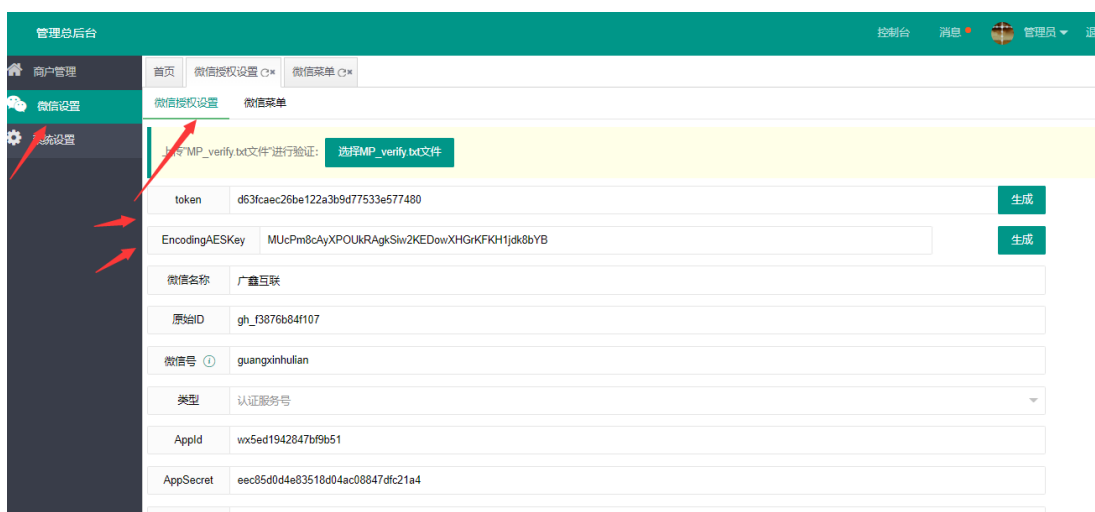 管理总后台 控制台 消息 管理员
商户管理 首页 微信授权设置 微信菜单
微信设置 微信授权设置 微信菜单
系统设置
上传"MP_verify.txt文件"进行验证: 选择MP_verify.txt文件
token d63fcaec26be122a3b9d77533e577480 生成
EncodingAESKey MUcPm8cAyXPOUkRAgkSiw2KEDowXHGrKFKH1jdk8bYB 生成
微信名称 广鑫互联
原始ID gh_f3876b84f107
微信号 guangxinhulian
类型 认证服务号
AppId wx5ed1942847bf9b51
AppSecret eec85d0d4e83518d04ac08847dfc21a4